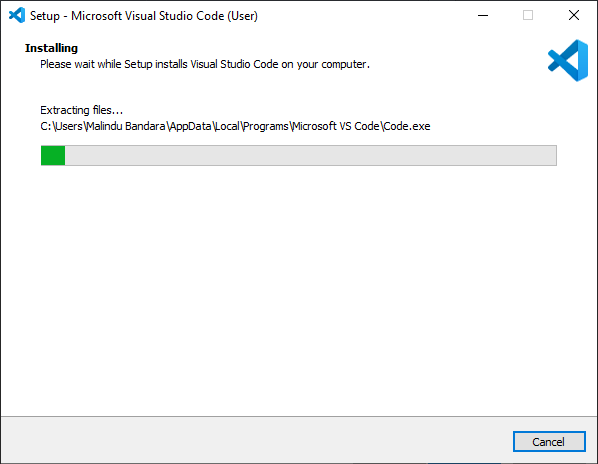 Setup - Microsoft Visual Studio Code (User)
Installing
Please wait while Setup installs Visual Studio Code on your computer.
Extracting files...
C:\Users\Malindu Bandara\AppData\Local\Programs\Microsoft VS Code\Code.exe
Cancel